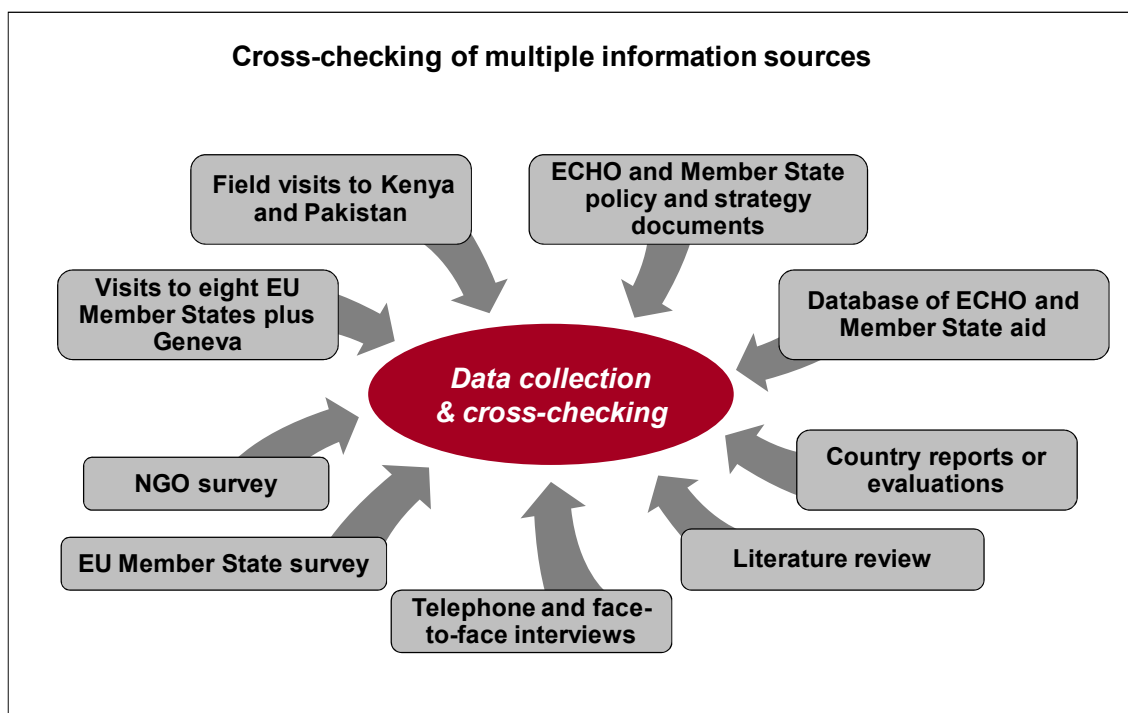 Cross-checking of multiple information sources
Field visits to Kenya
and Pakistan
ECHO and Member State
policy and strategy
documents
Visits to eight EU
Member States plus
Geneva
Database of ECHO and
Member State aid
Data collection
& cross-checking
NGO survey
Country reports or
evaluations
EU Member State survey
Literature review
Telephone and face-
to-face interviews